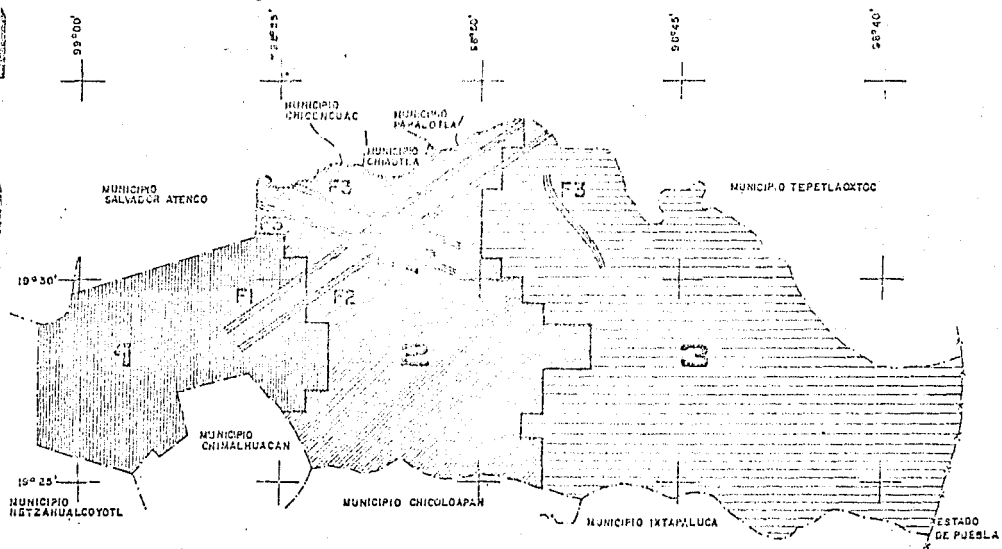 99°00'
98°50'
98°45'
98°40'
MUNICIPIO
CHICENCUAC
MUNICIPIO
PAPALOTLA
MUNICIPIO
CHIAUTLA
MUNICIPIO
SALVADOR ATENCO
F3
F3
MUNICIPIO TEPETLAOXTOC
19°30'
F1
F2
1
2
3
MUNICIPIO
CHIMALHUACAN
19°25'
MUNICIPIO
NETZAHUALCOYOTL
MUNICIPIO CHICOLOAPAN
MUNICIPIO IXTAPALUCA
ESTADO
DE PUEBLA